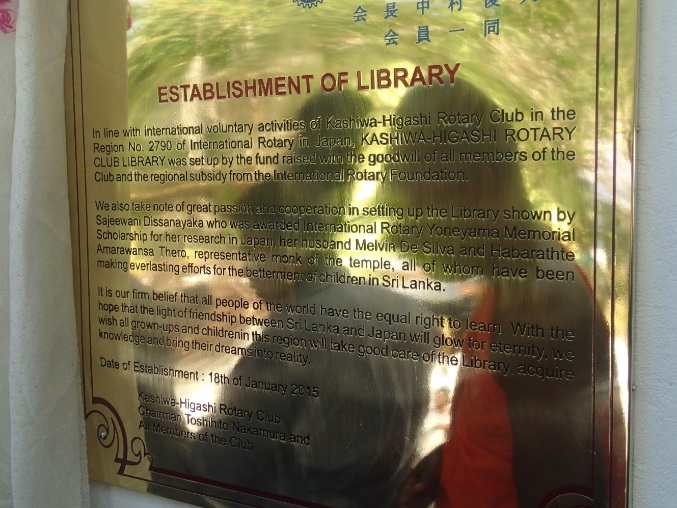 会長 中村 俊
会員一同
ESTABLISHMENT OF LIBRARY
In line with international voluntary activities of Kashiwa-Higashi Rotary Club in the
Region No. 2790 of International Rotary in Japan, KASHIWA-HIGASHI ROTARY
CLUB LIBRARY was set up by the fund raised with the goodwill of all members of the
Club and the regional subsidy from the International Rotary Foundation.
We also take note of great passion and cooperation in setting up the Library shown by
Sajeewani Dissanayaka who was awarded International Rotary Yoneyama Memorial
Scholarship for her research in Japan, her husband Melvin De Silva and Habarathte
Amarawansa Thero, representative monk of the temple, all of whom have been
making everlasting efforts for the betterment of children in Sri Lanka.
It is our firm belief that all people of the world have the equal right to learn. With the
hope that the light of friendship between Sri Lanka and Japan will glow for eternity, we
wish all grown-ups and childrenin this region will take good care of the Library, acquire
knowledge and bring their dreams into reality.
Date of Establishment : 18th of January 2015
Kashiwa-Higashi Rotary Club
Chairman Toshihito Nakamura and
All Members of the Club